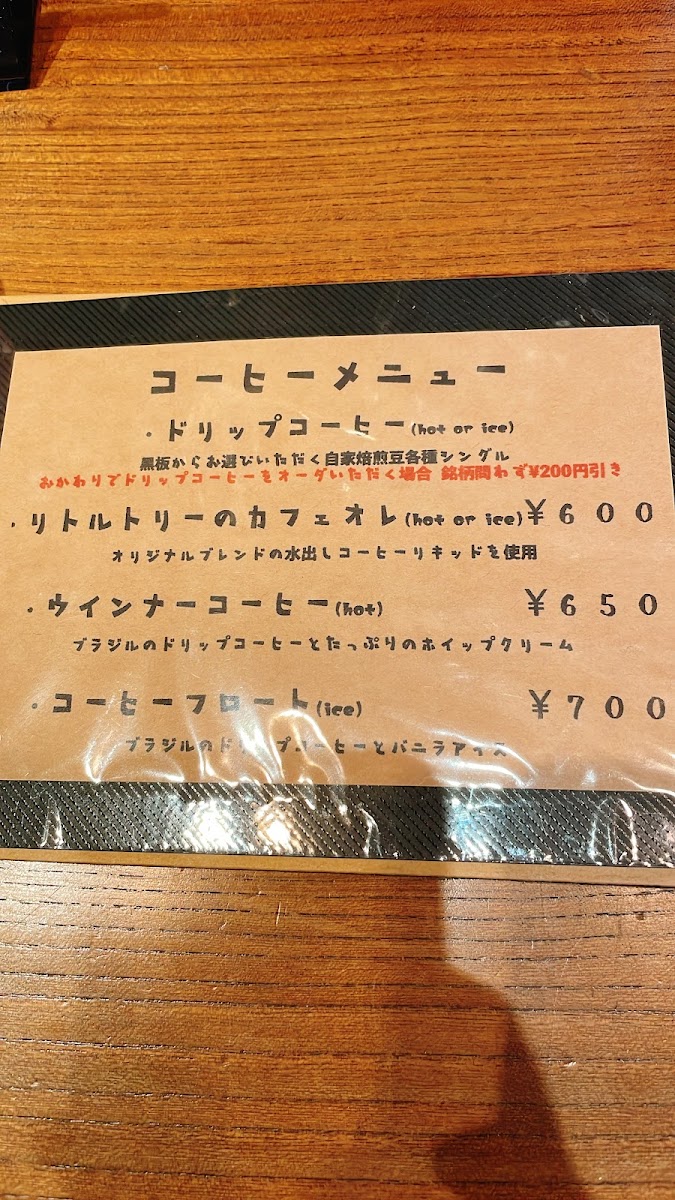 コーヒーメニュー
・ドリップコーヒー(hot or ice)
黒板からお選びいただく自家焙煎豆各種シングル
おかわりでドリップコーヒーをオーダいただく場合 銘柄問わず¥200円引き
・リトルトリーのカフェオレ(hot or ice)¥600
オリジナルブレンドの水出しコーヒーリキッドを使用
・ウインナーコーヒー(hot) ¥650
ブラジルのドリップコーヒーとたっぷりのホイップクリーム
・コーヒーフロート(ice) ¥700
ブラジルのドリップコーヒーとバニラアイス